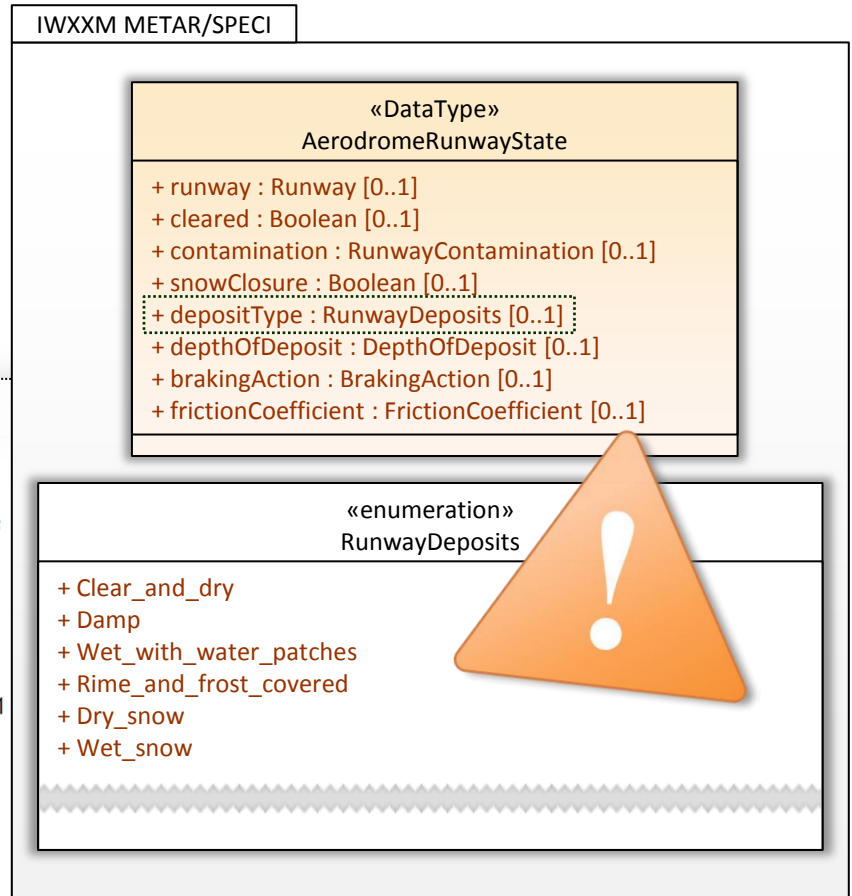 IWXXM METAR/SPECI
«DataType»
AerodromeRunwayState
+ runway : Runway [0..1]
+ cleared : Boolean [0..1]
+ contamination : RunwayContamination [0..1]
+ snowClosure : Boolean [0..1]
+ depositType : RunwayDeposits [0..1]
+ depthOfDeposit : DepthOfDeposit [0..1]
+ brakingAction : BrakingAction [0..1]
+ frictionCoefficient : FrictionCoefficient [0..1]
«enumeration»
RunwayDeposits
!
+ Clear_and_dry
+ Damp
+ Wet_with_water_patches
+ Rime_and_frost_covered
+ Dry_snow
+ Wet_snow